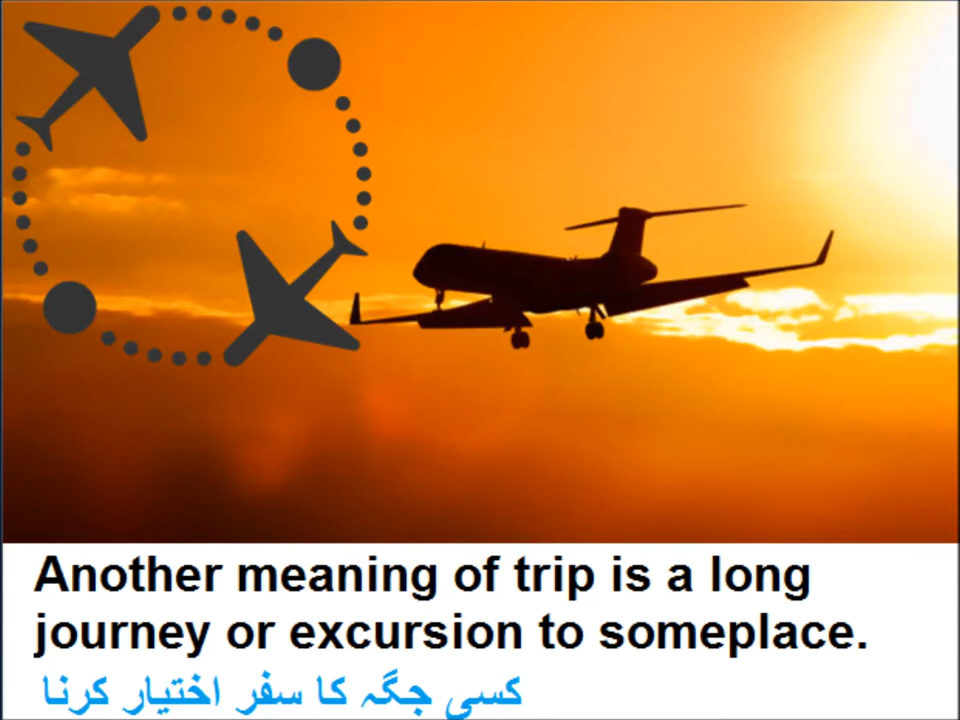 Another meaning of trip is a long
journey or excursion to someplace.
کسی جگہ کا سفر اختیار کرنا